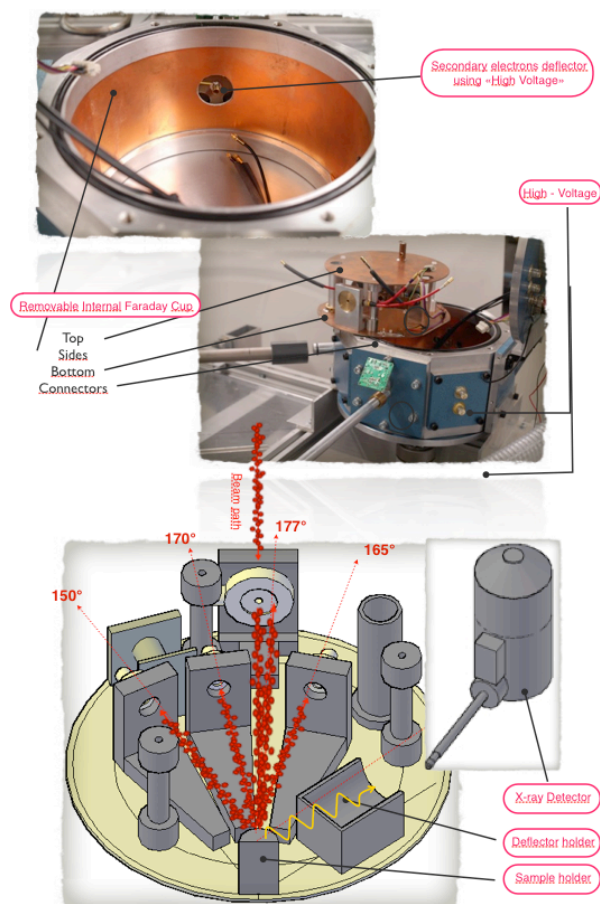 Secondary electrons deflector
using «High Voltage»
High - Voltage
Removable Internal Faraday Cup
Top
Sides
Bottom
Connectors
Beam path
177°
170°
165°
150°
X-ray Detector
Deflector holder
Sample holder